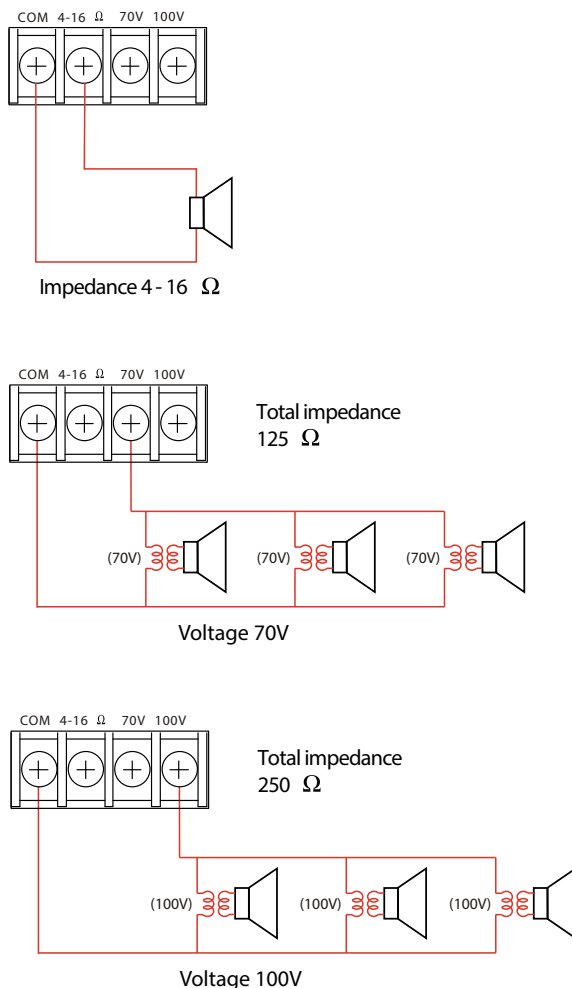 COM 4-16 Ω 70V 100V
Impedance 4 - 16 Ω
COM 4-16 Ω 70V 100V
Total impedance
125 Ω
(70V) (70V) (70V)
Voltage 70V
COM 4-16 Ω 70V 100V
Total impedance
250 Ω
(100V) (100V) (100V)
Voltage 100V